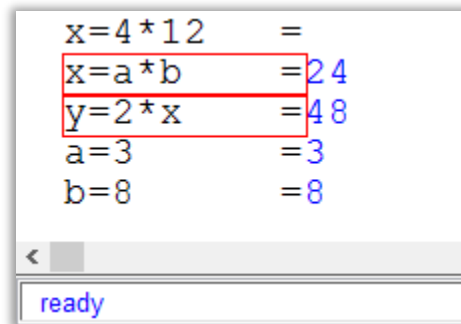 x=4*12    =
x=a*b     =24
y=2*x     =48
a=3       =3
b=8       =8
ready